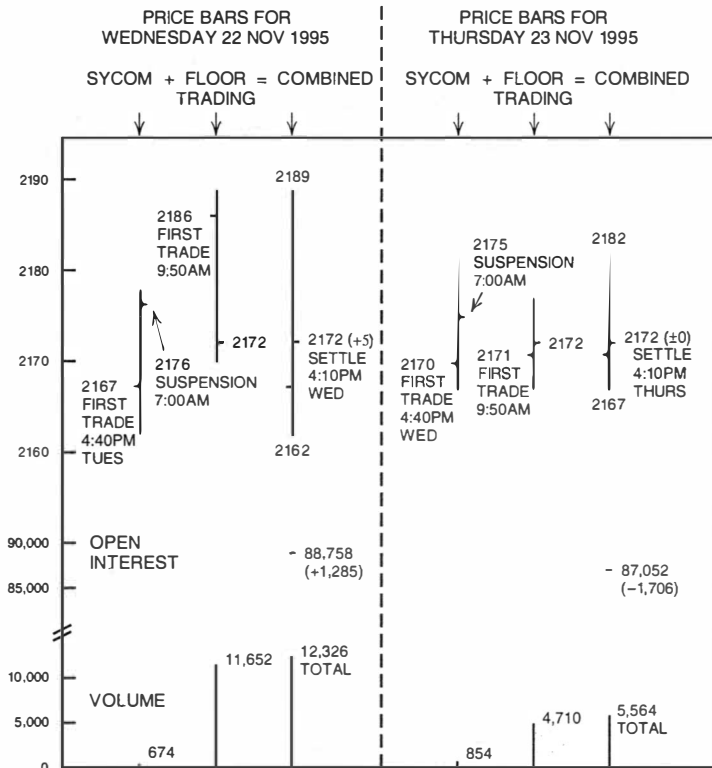 PRICE BARS FOR
WEDNESDAY 22 NOV 1995
SYCOM + FLOOR = COMBINED
TRADING
PRICE BARS FOR
THURSDAY 23 NOV 1995
SYCOM + FLOOR = COMBINED
TRADING
2190
2180
2170
2160
90,000
85,000
10,000
5,000
0
2167
FIRST
TRADE
4:40PM
TUES
2176
SUSPENSION
7:00AM
2186
FIRST
TRADE
9:50AM
2172
2189
2172 (+5)
SETTLE
4:10PM
WED
2162
2170
FIRST
TRADE
4:40PM
WED
2175
SUSPENSION
7:00AM
2171
FIRST
TRADE
9:50AM
2172
2182
2172 (±0)
SETTLE
4:10PM
THURS
2167
OPEN
INTEREST
88,758
(+1,285)
87,052
(−1,706)
VOLUME
674
11,652
12,326
TOTAL
854
4,710
5,564
TOTAL